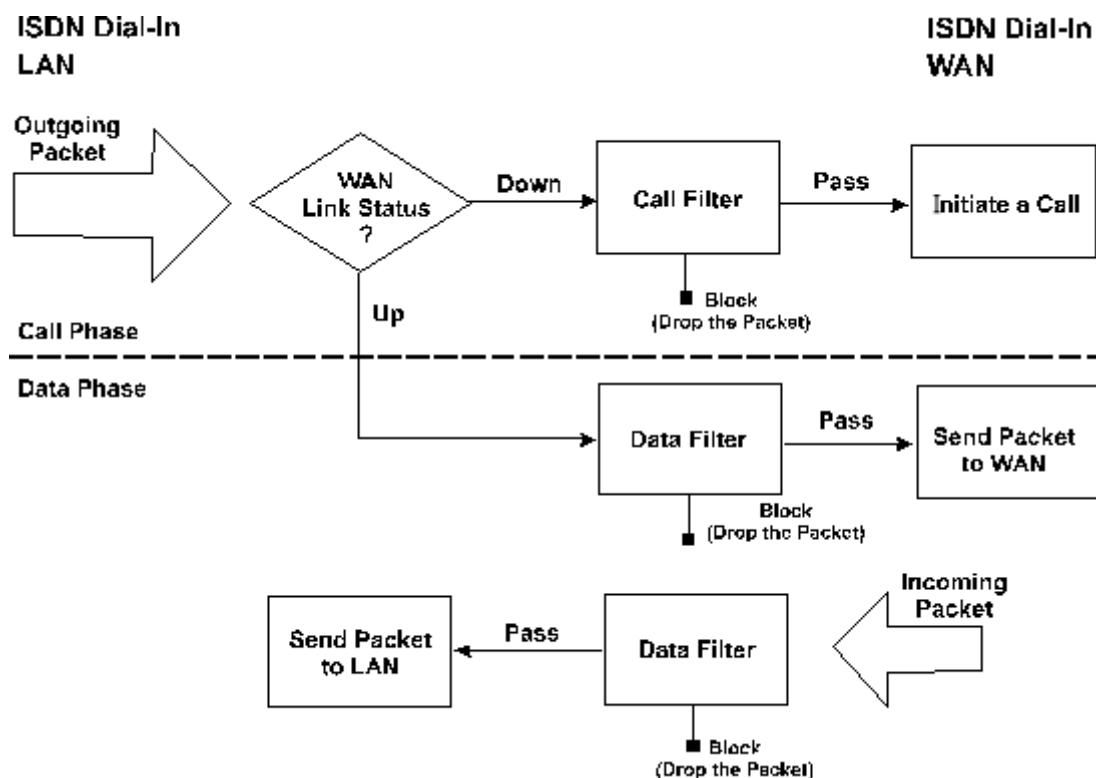 ISDN Dial-In
LAN
ISDN Dial-In
WAN
Outgoing
Packet
WAN
Link Status
?
Down
Call Filter
Pass
Initiate a Call
Up
Block
(Drop the Packet)
Call Phase
Data Phase
Data Filter
Pass
Send Packet
to WAN
Block
(Drop the Packet)
Incoming
Packet
Send Packet
to LAN
Pass
Data Filter
Block
(Drop the Packet)